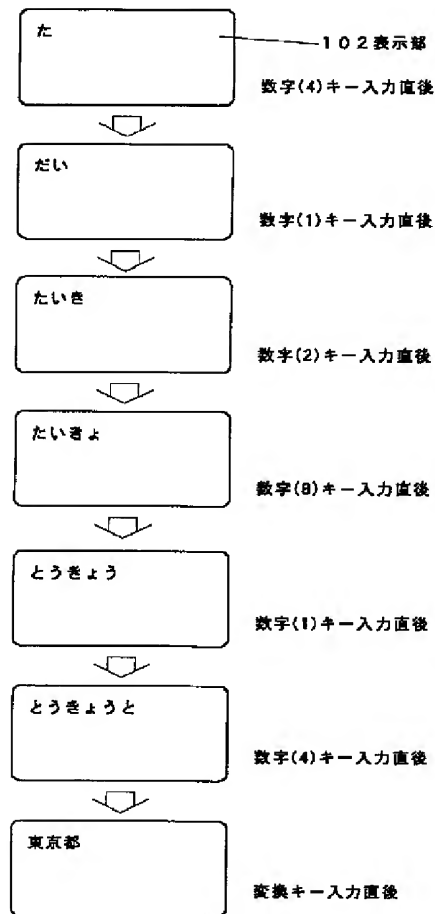 た
102表示部
数字(4)キー入力直後
だい
数字(1)キー入力直後
たいき
数字(2)キー入力直後
たいきょ
数字(8)キー入力直後
とうきょう
数字(1)キー入力直後
とうきょうと
数字(4)キー入力直後
東京都
変換キー入力直後